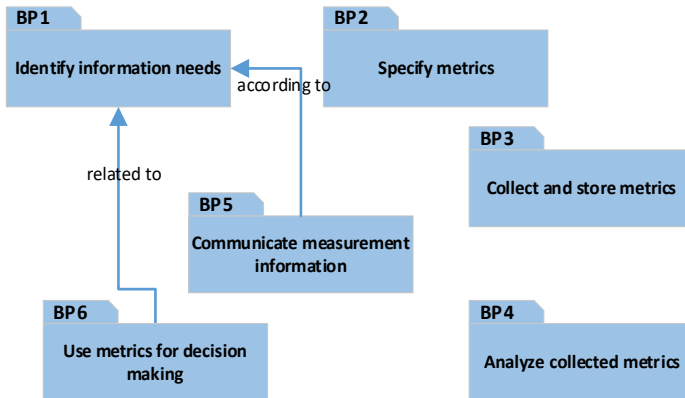 BP1
Identify information needs
BP2
Specify metrics
according to
BP3
Collect and store metrics
related to
BP5
Communicate measurement
information
BP6
Use metrics for decision
making
BP4
Analyze collected metrics